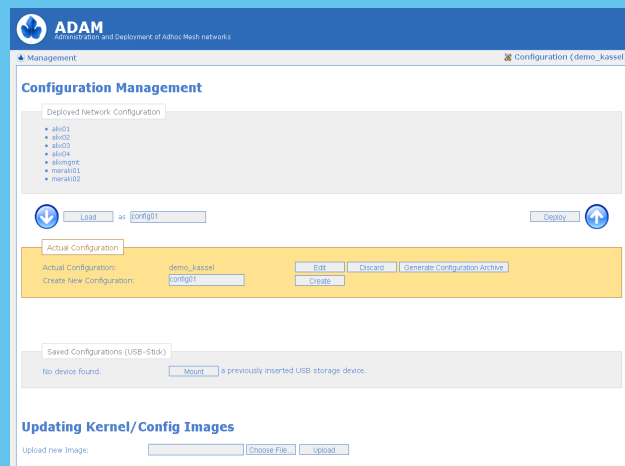 ADAM
Administration and Deployment of Adhoc Mesh networks
Management
Configuration (demo_kassel)
Configuration Management
Deployed Network Configuration
alix01
alix02
alix03
alix04
alixmgmt
meraki01
meraki02
Load as config01 Deploy
Actual Configuration
Actual Configuration: demo_kassel Edit Discard Generate Configuration Archive
Create New Configuration: config01 Create
Saved Configurations (USB-Stick)
No device found. Mount a previously inserted USB storage device.
Updating Kernel/Config Images
Upload new Image: Choose File... Upload